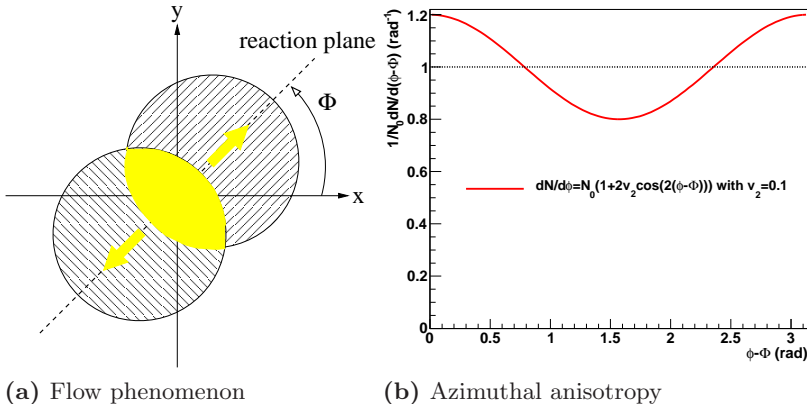 y
reaction plane
Φ
x
1/N₀dN/d(ϕ-Φ) (rad⁻¹)
1.2
1
0.8
0.6
0.4
0.2
0
dN/dϕ=N₀(1+2v₂cos(2(ϕ-Φ))) with v₂=0.1
0 0.5 1 1.5 2 2.5 3
ϕ-Φ (rad)
(a) Flow phenomenon
(b) Azimuthal anisotropy